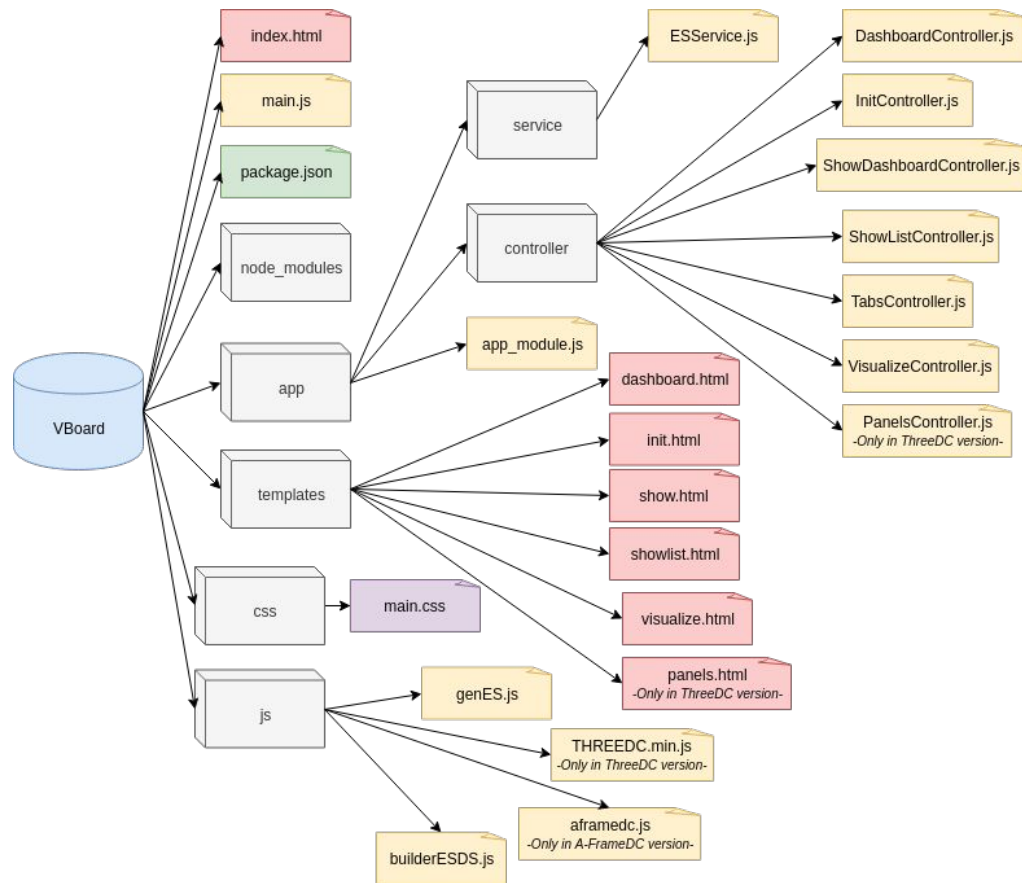 index.html
main.js
package.json
node_modules
app
templates
css
js
VBoard
service
controller
app_module.js
ESService.js
DashboardController.js
InitController.js
ShowDashboardController.js
ShowListController.js
TabsController.js
VisualizeController.js
PanelsController.js
-Only in ThreeDC version-
dashboard.html
init.html
show.html
showlist.html
visualize.html
panels.html
-Only in ThreeDC version-
main.css
genES.js
THREEDC.min.js
-Only in ThreeDC version-
aframedc.js
-Only in A-FrameDC version-
builderESDS.js